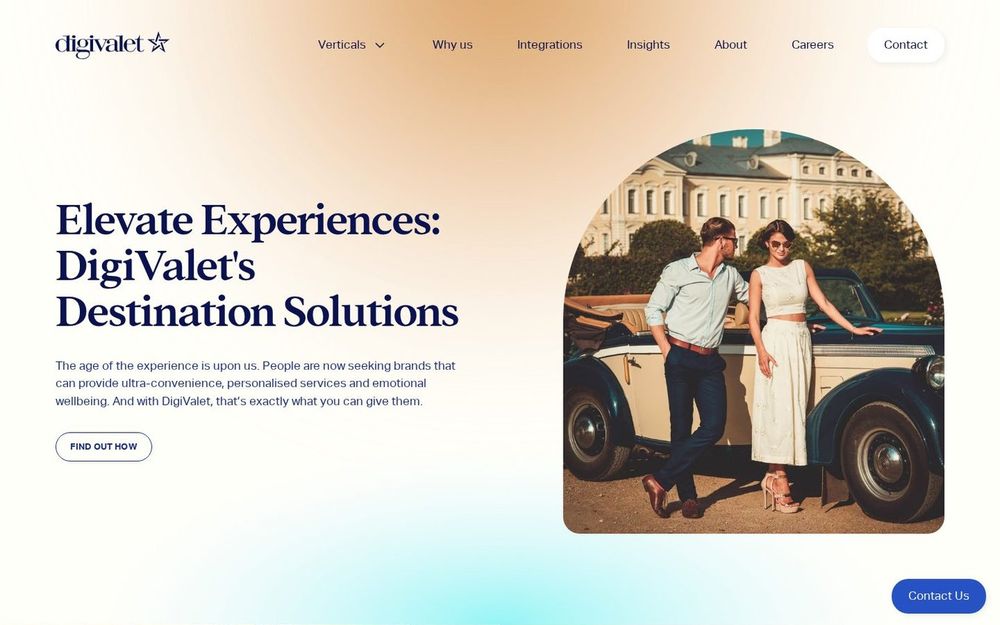 digivalet
Verticals
Why us
Integrations
Insights
About
Careers
Contact
Elevate Experiences:
DigiValet's
Destination Solutions
The age of the experience is upon us. People are now seeking brands that
can provide ultra-convenience, personalised services and emotional
wellbeing. And with DigiValet, that’s exactly what you can give them.
FIND OUT HOW
Contact Us